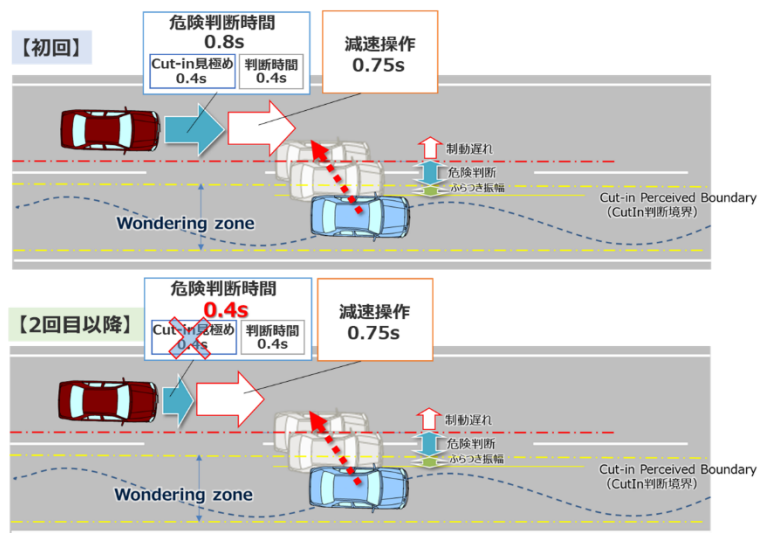 【初回】
危険判断時間
0.8s
Cut-in見極め
0.4s
判断時間
0.4s
減速操作
0.75s
制動遅れ
危険判断
ふらつき振幅
Cut-in Perceived Boundary
（CutIn判断境界）
Wondering zone
【2回目以降】
危険判断時間
0.4s
Cut-in見極め
0.4s
判断時間
0.4s
減速操作
0.75s
制動遅れ
危険判断
ふらつき振幅
Cut-in Perceived Boundary
（CutIn判断境界）
Wondering zone